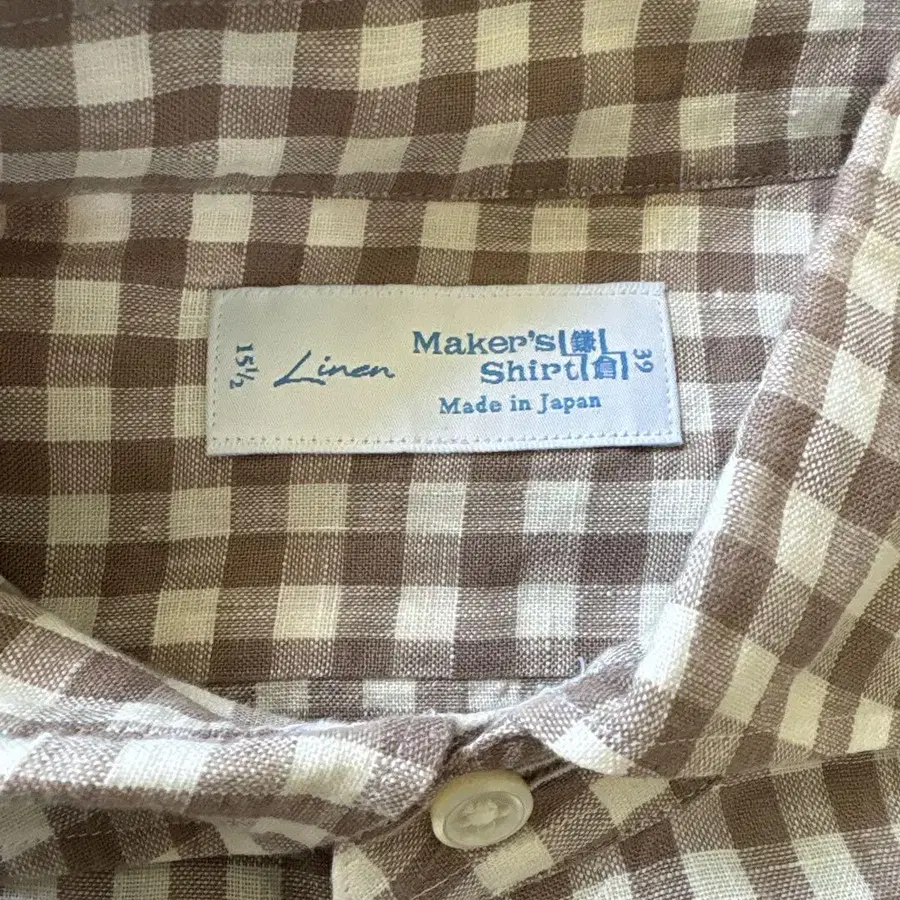 15½
Linen
Maker's 鎌
Shirt 倉
Made in Japan
39